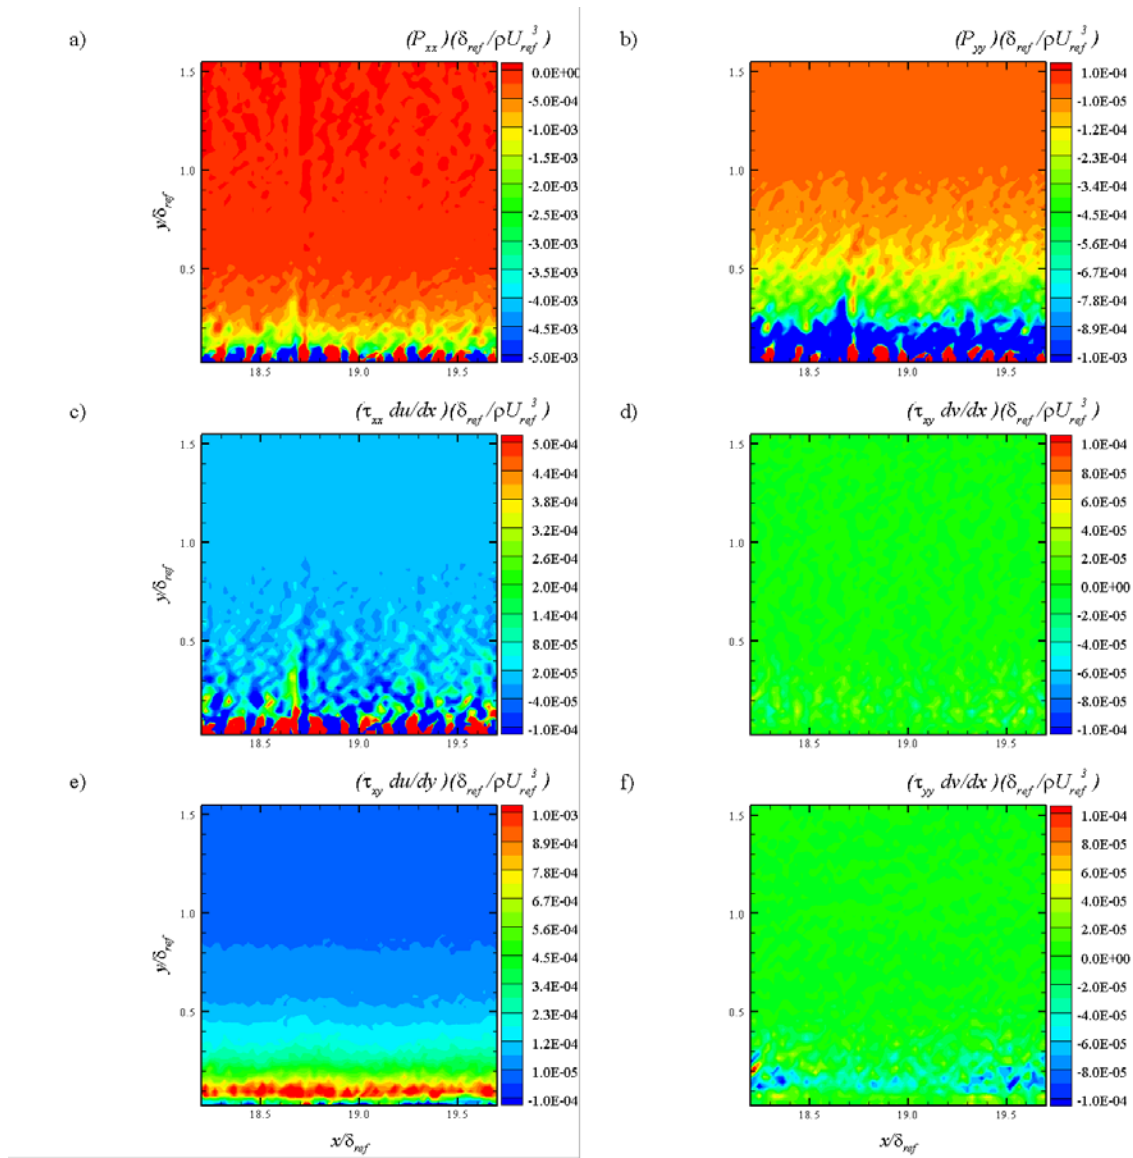 a) (P_xx)(δ_ref/ρU_ref^3)
1.5
1.0
0.5
y/δ_ref
18.5 19.0 19.5
0.0E+00
-5.0E-04
-1.0E-03
-1.5E-03
-2.0E-03
-2.5E-03
-3.0E-03
-3.5E-03
-4.0E-03
-4.5E-03
-5.0E-03
b) (P_yy)(δ_ref/ρU_ref^3)
1.5
1.0
0.5
18.5 19.0 19.5
1.0E-04
-1.0E-05
-1.2E-04
-2.3E-04
-3.4E-04
-4.5E-04
-5.6E-04
-6.7E-04
-7.8E-04
-8.9E-04
-1.0E-03
c) (τ_xx du/dx)(δ_ref/ρU_ref^3)
1.5
1.0
0.5
y/δ_ref
18.5 19.0 19.5
5.0E-04
4.4E-04
3.8E-04
3.2E-04
2.6E-04
2.0E-04
1.4E-04
8.0E-05
2.0E-05
-4.0E-05
-1.0E-04
d) (τ_xy dv/dx)(δ_ref/ρU_ref^3)
1.5
1.0
0.5
18.5 19.0 19.5
1.0E-04
8.0E-05
6.0E-05
4.0E-05
2.0E-05
0.0E+00
-2.0E-05
-4.0E-05
-6.0E-05
-8.0E-05
-1.0E-04
e) (τ_xy du/dy)(δ_ref/ρU_ref^3)
1.5
1.0
0.5
y/δ_ref
18.5 19.0 19.5
x/δ_ref
1.0E-03
8.9E-04
7.8E-04
6.7E-04
5.6E-04
4.5E-04
3.4E-04
2.3E-04
1.2E-04
1.0E-05
-1.0E-04
f) (τ_yy dv/dx)(δ_ref/ρU_ref^3)
1.5
1.0
0.5
18.5 19.0 19.5
x/δ_ref
1.0E-04
8.0E-05
6.0E-05
4.0E-05
2.0E-05
0.0E+00
-2.0E-05
-4.0E-05
-6.0E-05
-8.0E-05
-1.0E-04